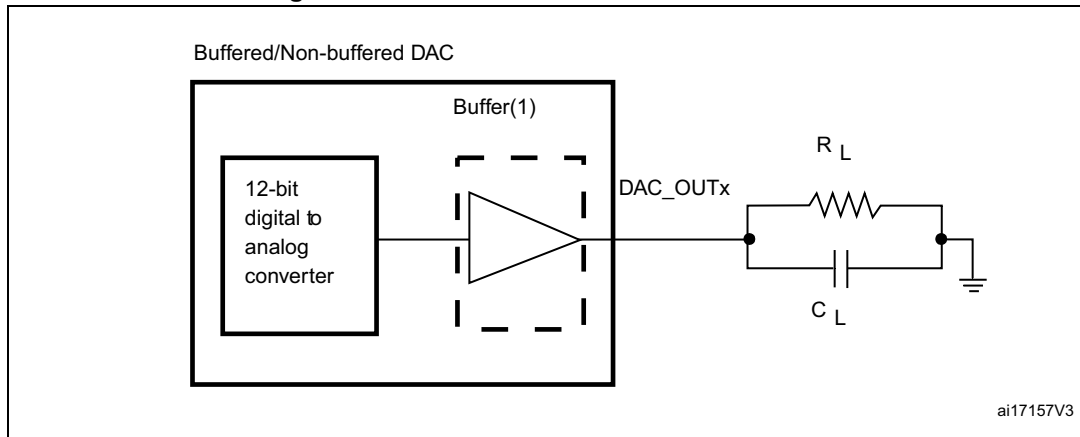 Buffered/Non-buffered DAC
Buffer(1)
12-bit
digital to
analog
converter
DAC_OUTx
R L
C L
ai17157V3